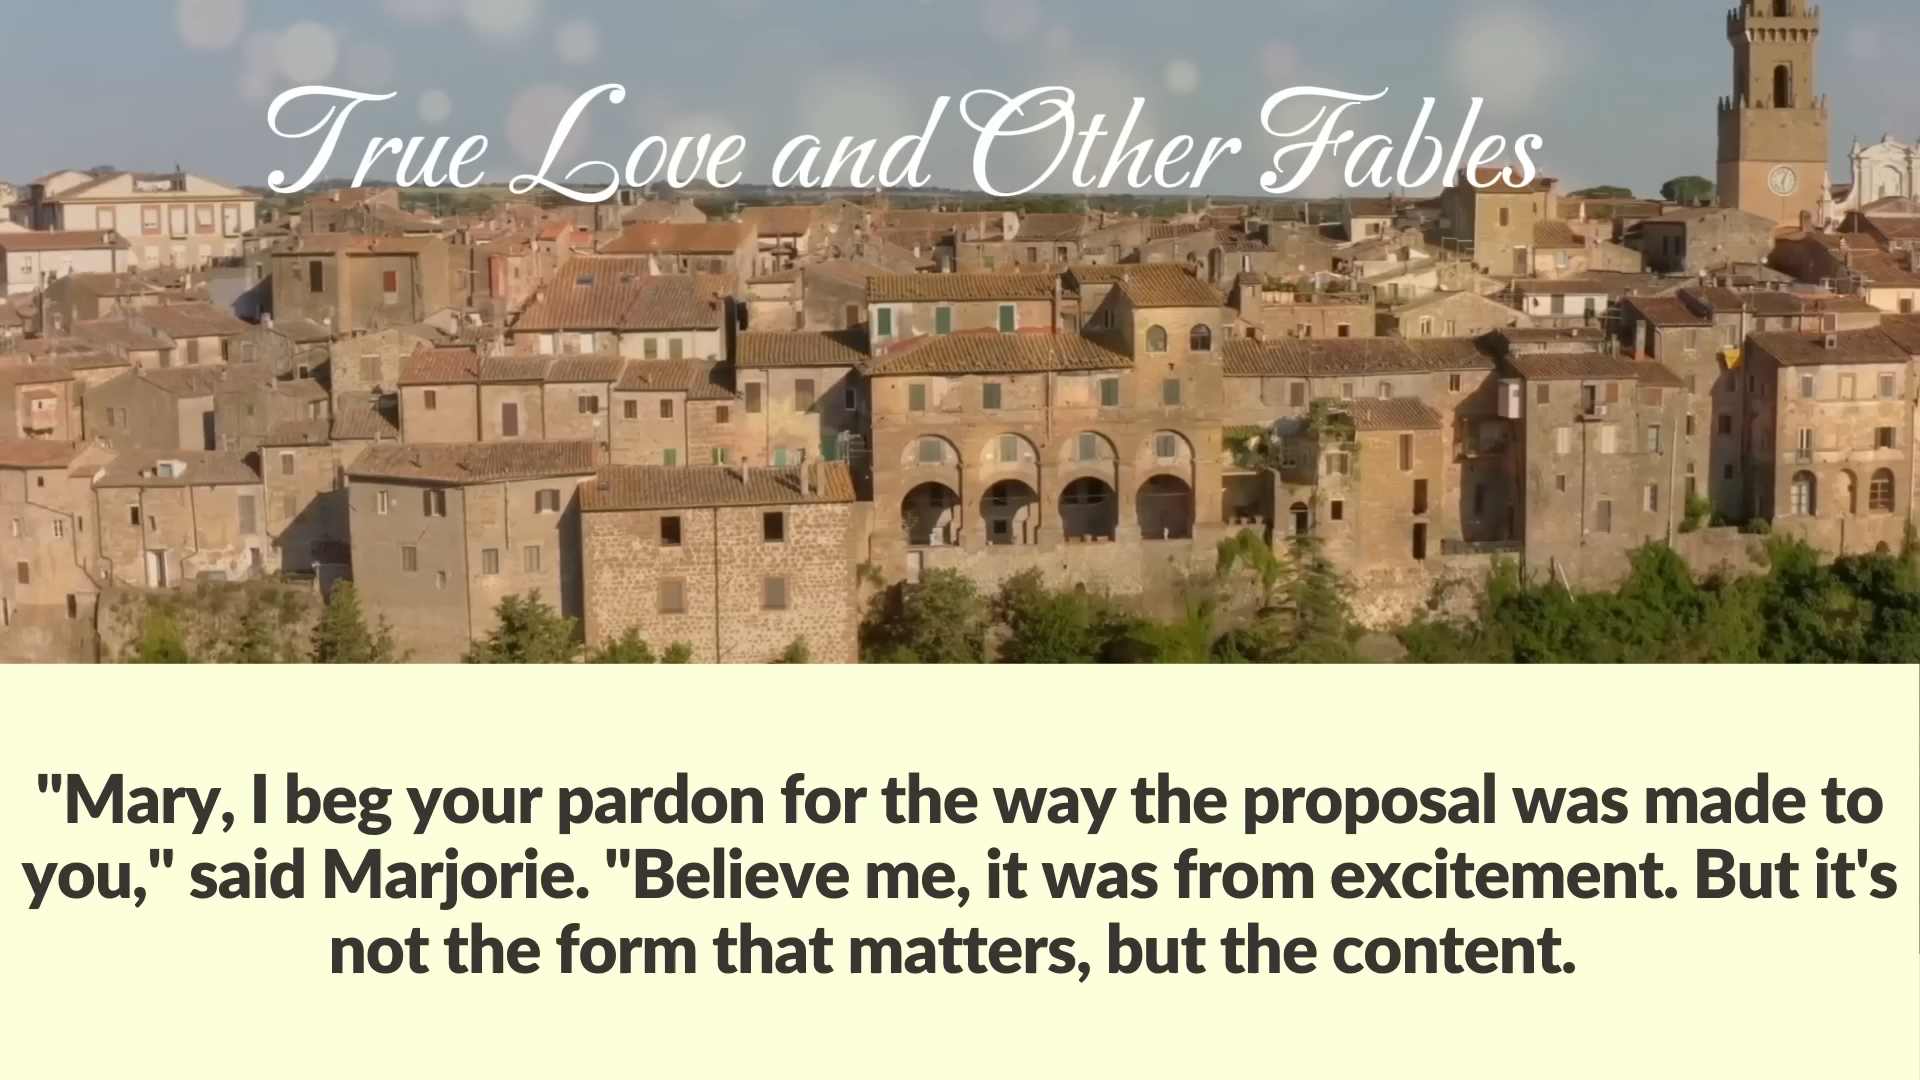 True Love and Other Fables
"Mary, I beg your pardon for the way the proposal was made to
you," said Marjorie. "Believe me, it was from excitement. But it's
not the form that matters, but the content.